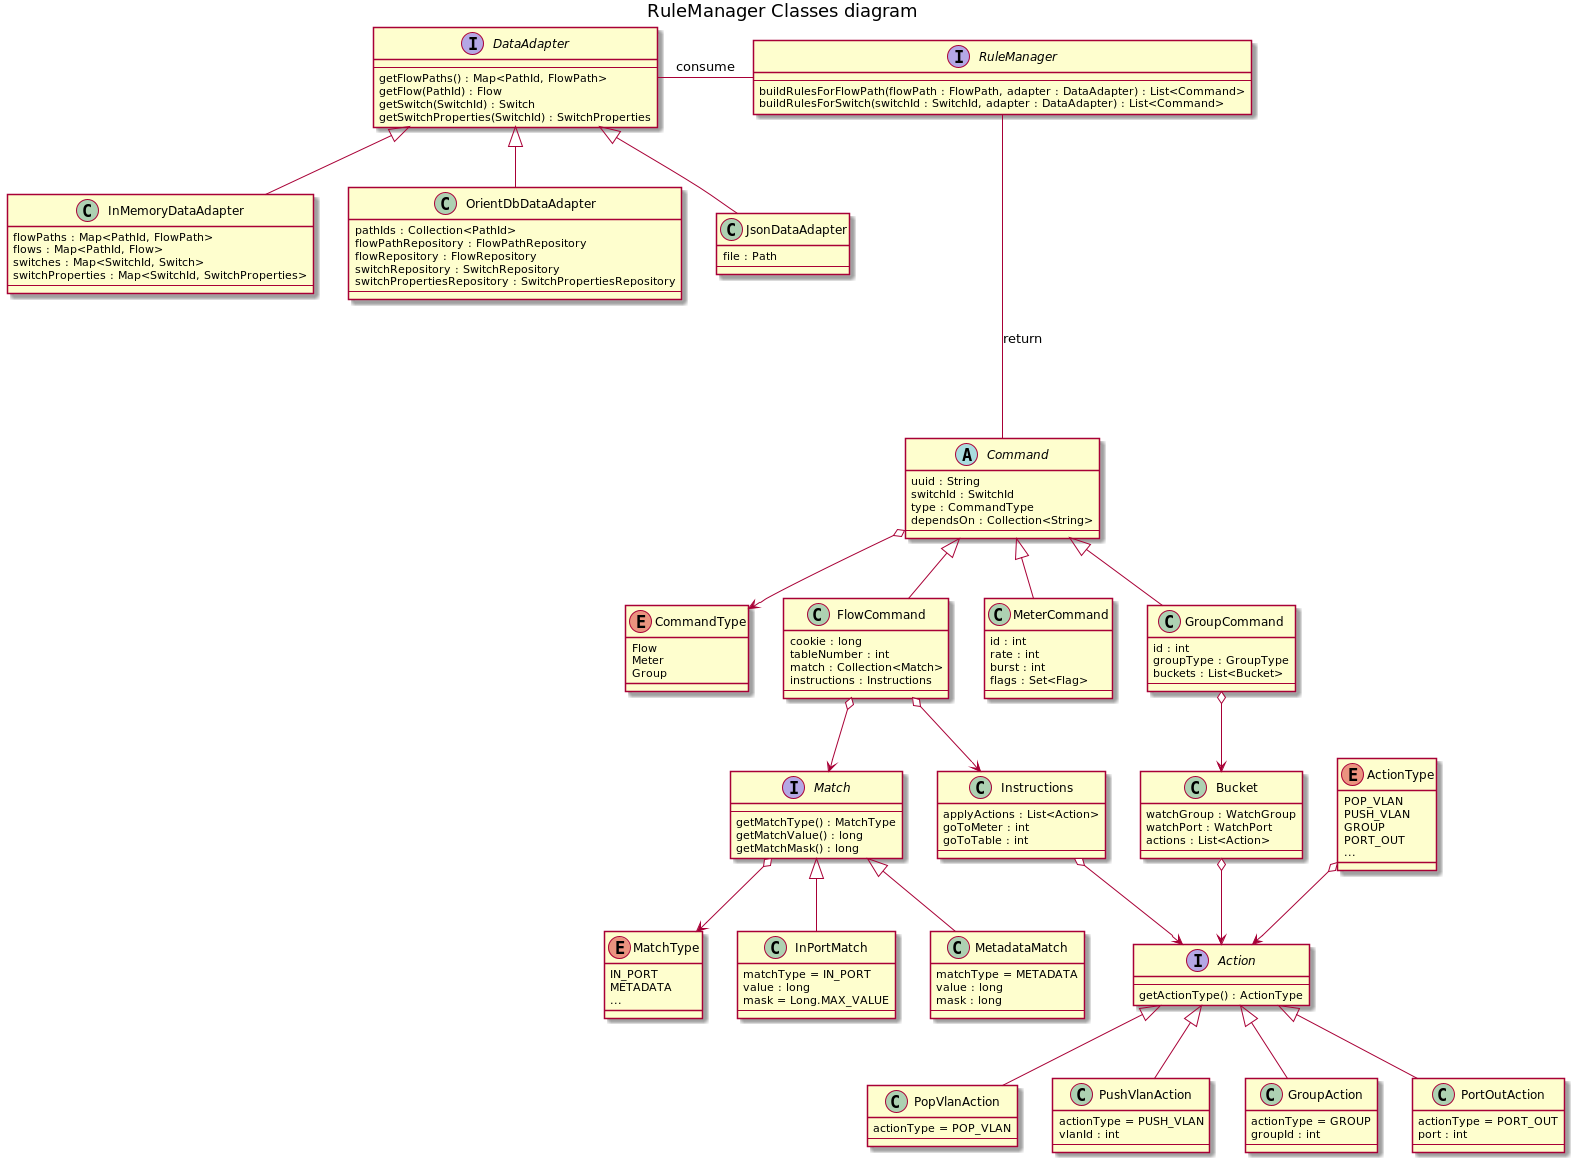 RuleManager Classes diagram
I DataAdapter
getFlowPaths() : Map<PathId, FlowPath>
getFlow(PathId) : Flow
getSwitch(SwitchId) : Switch
getSwitchProperties(SwitchId) : SwitchProperties
consume
I RuleManager
buildRulesForFlowPath(flowPath : FlowPath, adapter : DataAdapter) : List<Command>
buildRulesForSwitch(switchId : SwitchId, adapter : DataAdapter) : List<Command>
C InMemoryDataAdapter
flowPaths : Map<PathId, FlowPath>
flows : Map<PathId, Flow>
switches : Map<SwitchId, Switch>
switchProperties : Map<SwitchId, SwitchProperties>
C OrientDbDataAdapter
pathIds : Collection<PathId>
flowPathRepository : FlowPathRepository
flowRepository : FlowRepository
switchRepository : SwitchRepository
switchPropertiesRepository : SwitchPropertiesRepository
C JsonDataAdapter
file : Path
return
A Command
uuid : String
switchId : SwitchId
type : CommandType
dependsOn : Collection<String>
E CommandType
Flow
Meter
Group
C FlowCommand
cookie : long
tableNumber : int
match : Collection<Match>
instructions : Instructions
C MeterCommand
id : int
rate : int
burst : int
flags : Set<Flag>
C GroupCommand
id : int
groupType : GroupType
buckets : List<Bucket>
I Match
getMatchType() : MatchType
getMatchValue() : long
getMatchMask() : long
C Instructions
applyActions : List<Action>
goToMeter : int
goToTable : int
C Bucket
watchGroup : WatchGroup
watchPort : WatchPort
actions : List<Action>
E ActionType
POP_VLAN
PUSH_VLAN
GROUP
PORT_OUT
...
E MatchType
IN_PORT
METADATA
...
C InPortMatch
matchType = IN_PORT
value : long
mask = Long.MAX_VALUE
C MetadataMatch
matchType = METADATA
value : long
mask : long
I Action
getActionType() : ActionType
C PopVlanAction
actionType = POP_VLAN
C PushVlanAction
actionType = PUSH_VLAN
vlanId : int
C GroupAction
actionType = GROUP
groupId : int
C PortOutAction
actionType = PORT_OUT
port : int